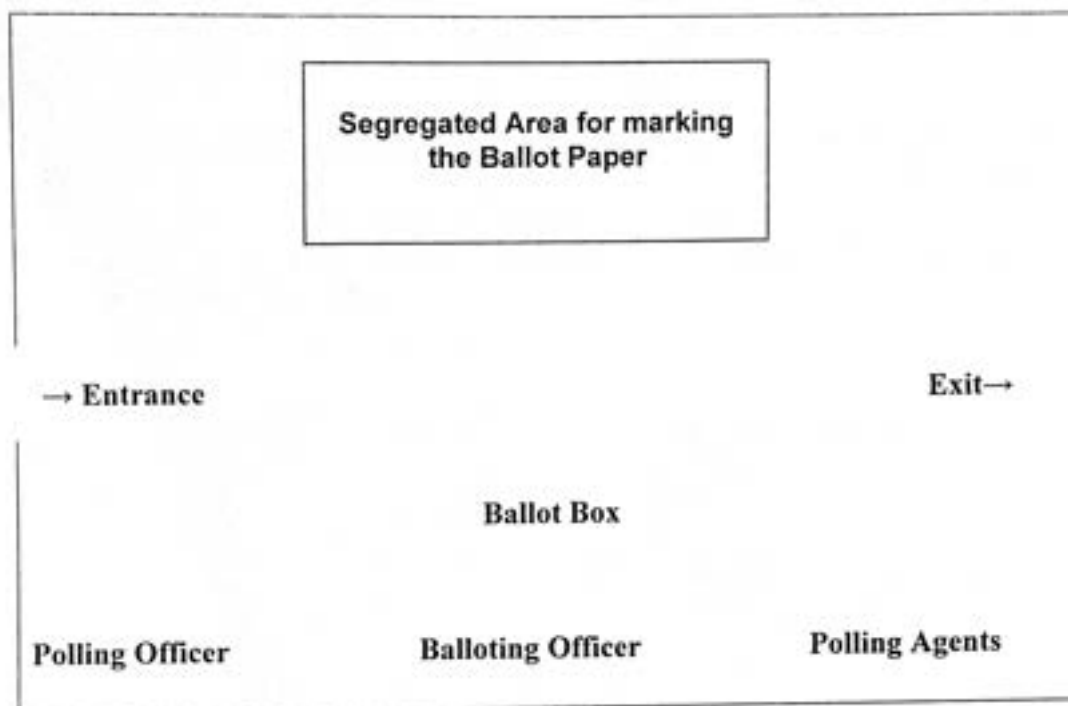 Segregated Area for marking
the Ballot Paper
→ Entrance
Exit→
Ballot Box
Polling Officer
Balloting Officer
Polling Agents